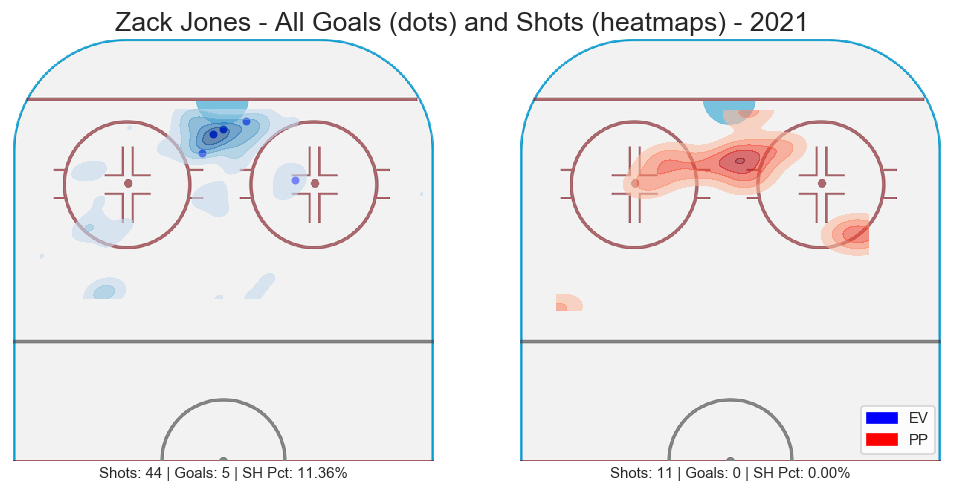 Zack Jones - All Goals (dots) and Shots (heatmaps) - 2021
EV
PP
Shots: 44 | Goals: 5 | SH Pct: 11.36%
Shots: 11 | Goals: 0 | SH Pct: 0.00%